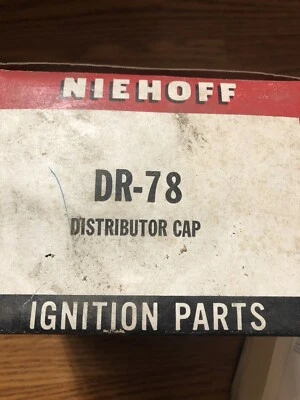 NIEHOFF
DR-78
DISTRIBUTOR CAP
IGNITION PARTS